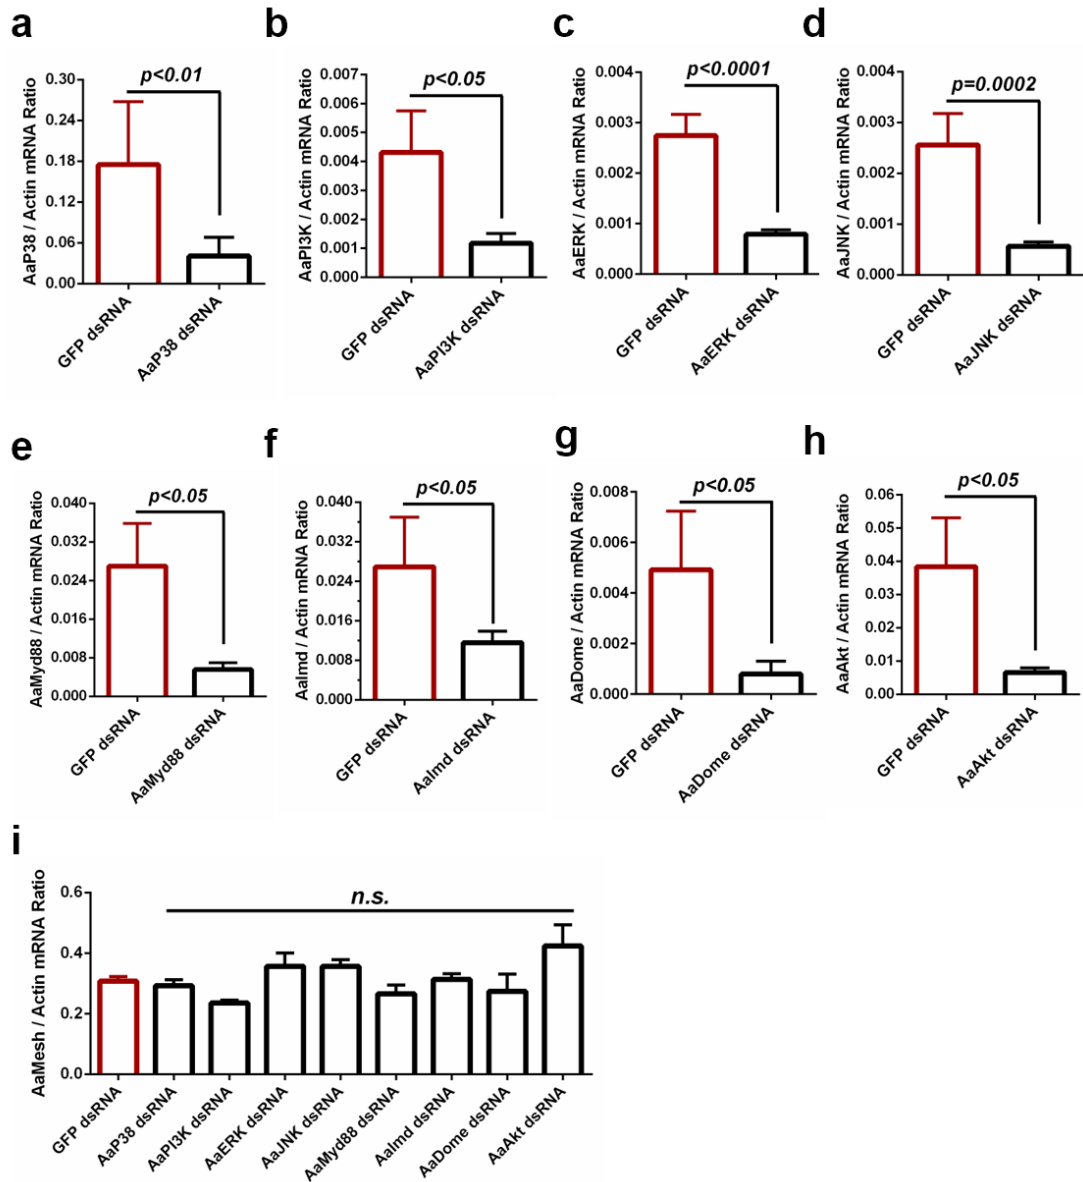 a
AaP38 / Actin mRNA Ratio
0.30
0.24
0.18
0.12
0.06
0.00
p<0.01
GFP dsRNA
AaP38 dsRNA
b
AaPI3K / Actin mRNA Ratio
0.007
0.006
0.005
0.004
0.003
0.002
0.001
0.000
p<0.05
GFP dsRNA
AaPI3K dsRNA
c
AaERK / Actin mRNA Ratio
0.004
0.003
0.002
0.001
0.000
p<0.0001
GFP dsRNA
AaERK dsRNA
d
AaJNK / Actin mRNA Ratio
0.004
0.003
0.002
0.001
0.000
p=0.0002
GFP dsRNA
AaJNK dsRNA
e
AaMyd88 / Actin mRNA Ratio
0.040
0.032
0.024
0.016
0.008
0.000
p<0.05
GFP dsRNA
AaMyd88 dsRNA
f
AaImd / Actin mRNA Ratio
0.040
0.032
0.024
0.016
0.008
0.000
p<0.05
GFP dsRNA
AaImd dsRNA
g
AaDome / Actin mRNA Ratio
0.008
0.006
0.004
0.002
0.000
p<0.05
GFP dsRNA
AaDome dsRNA
h
AaAkt / Actin mRNA Ratio
0.06
0.05
0.04
0.03
0.02
0.01
0.00
p<0.05
GFP dsRNA
AaAkt dsRNA
i
AaMesh / Actin mRNA Ratio
0.6
0.4
0.2
0.0
n.s.
GFP dsRNA
AaP38 dsRNA
AaPI3K dsRNA
AaERK dsRNA
AaJNK dsRNA
AaMyd88 dsRNA
AaImd dsRNA
AaDome dsRNA
AaAkt dsRNA